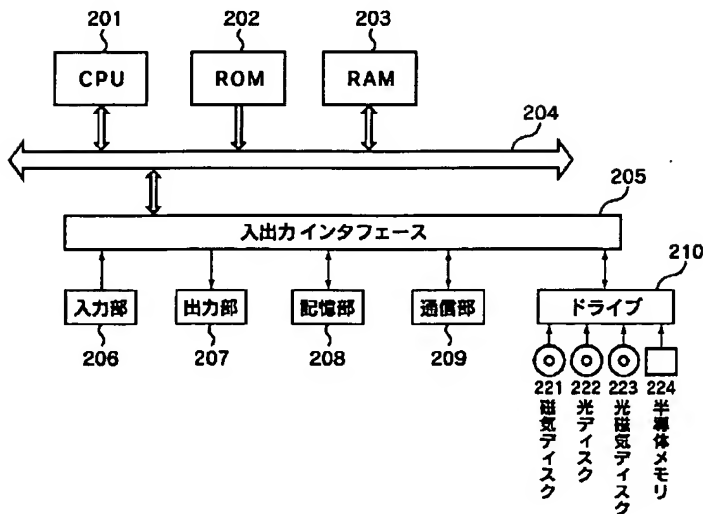 201
202
203
CPU
ROM
RAM
204
205
入出力インタフェース
210
入力部
出力部
記憶部
通信部
ドライブ
206
207
208
209
221
222
223
224
磁気ディスク
光ディスク
光磁気ディスク
半導体メモリ